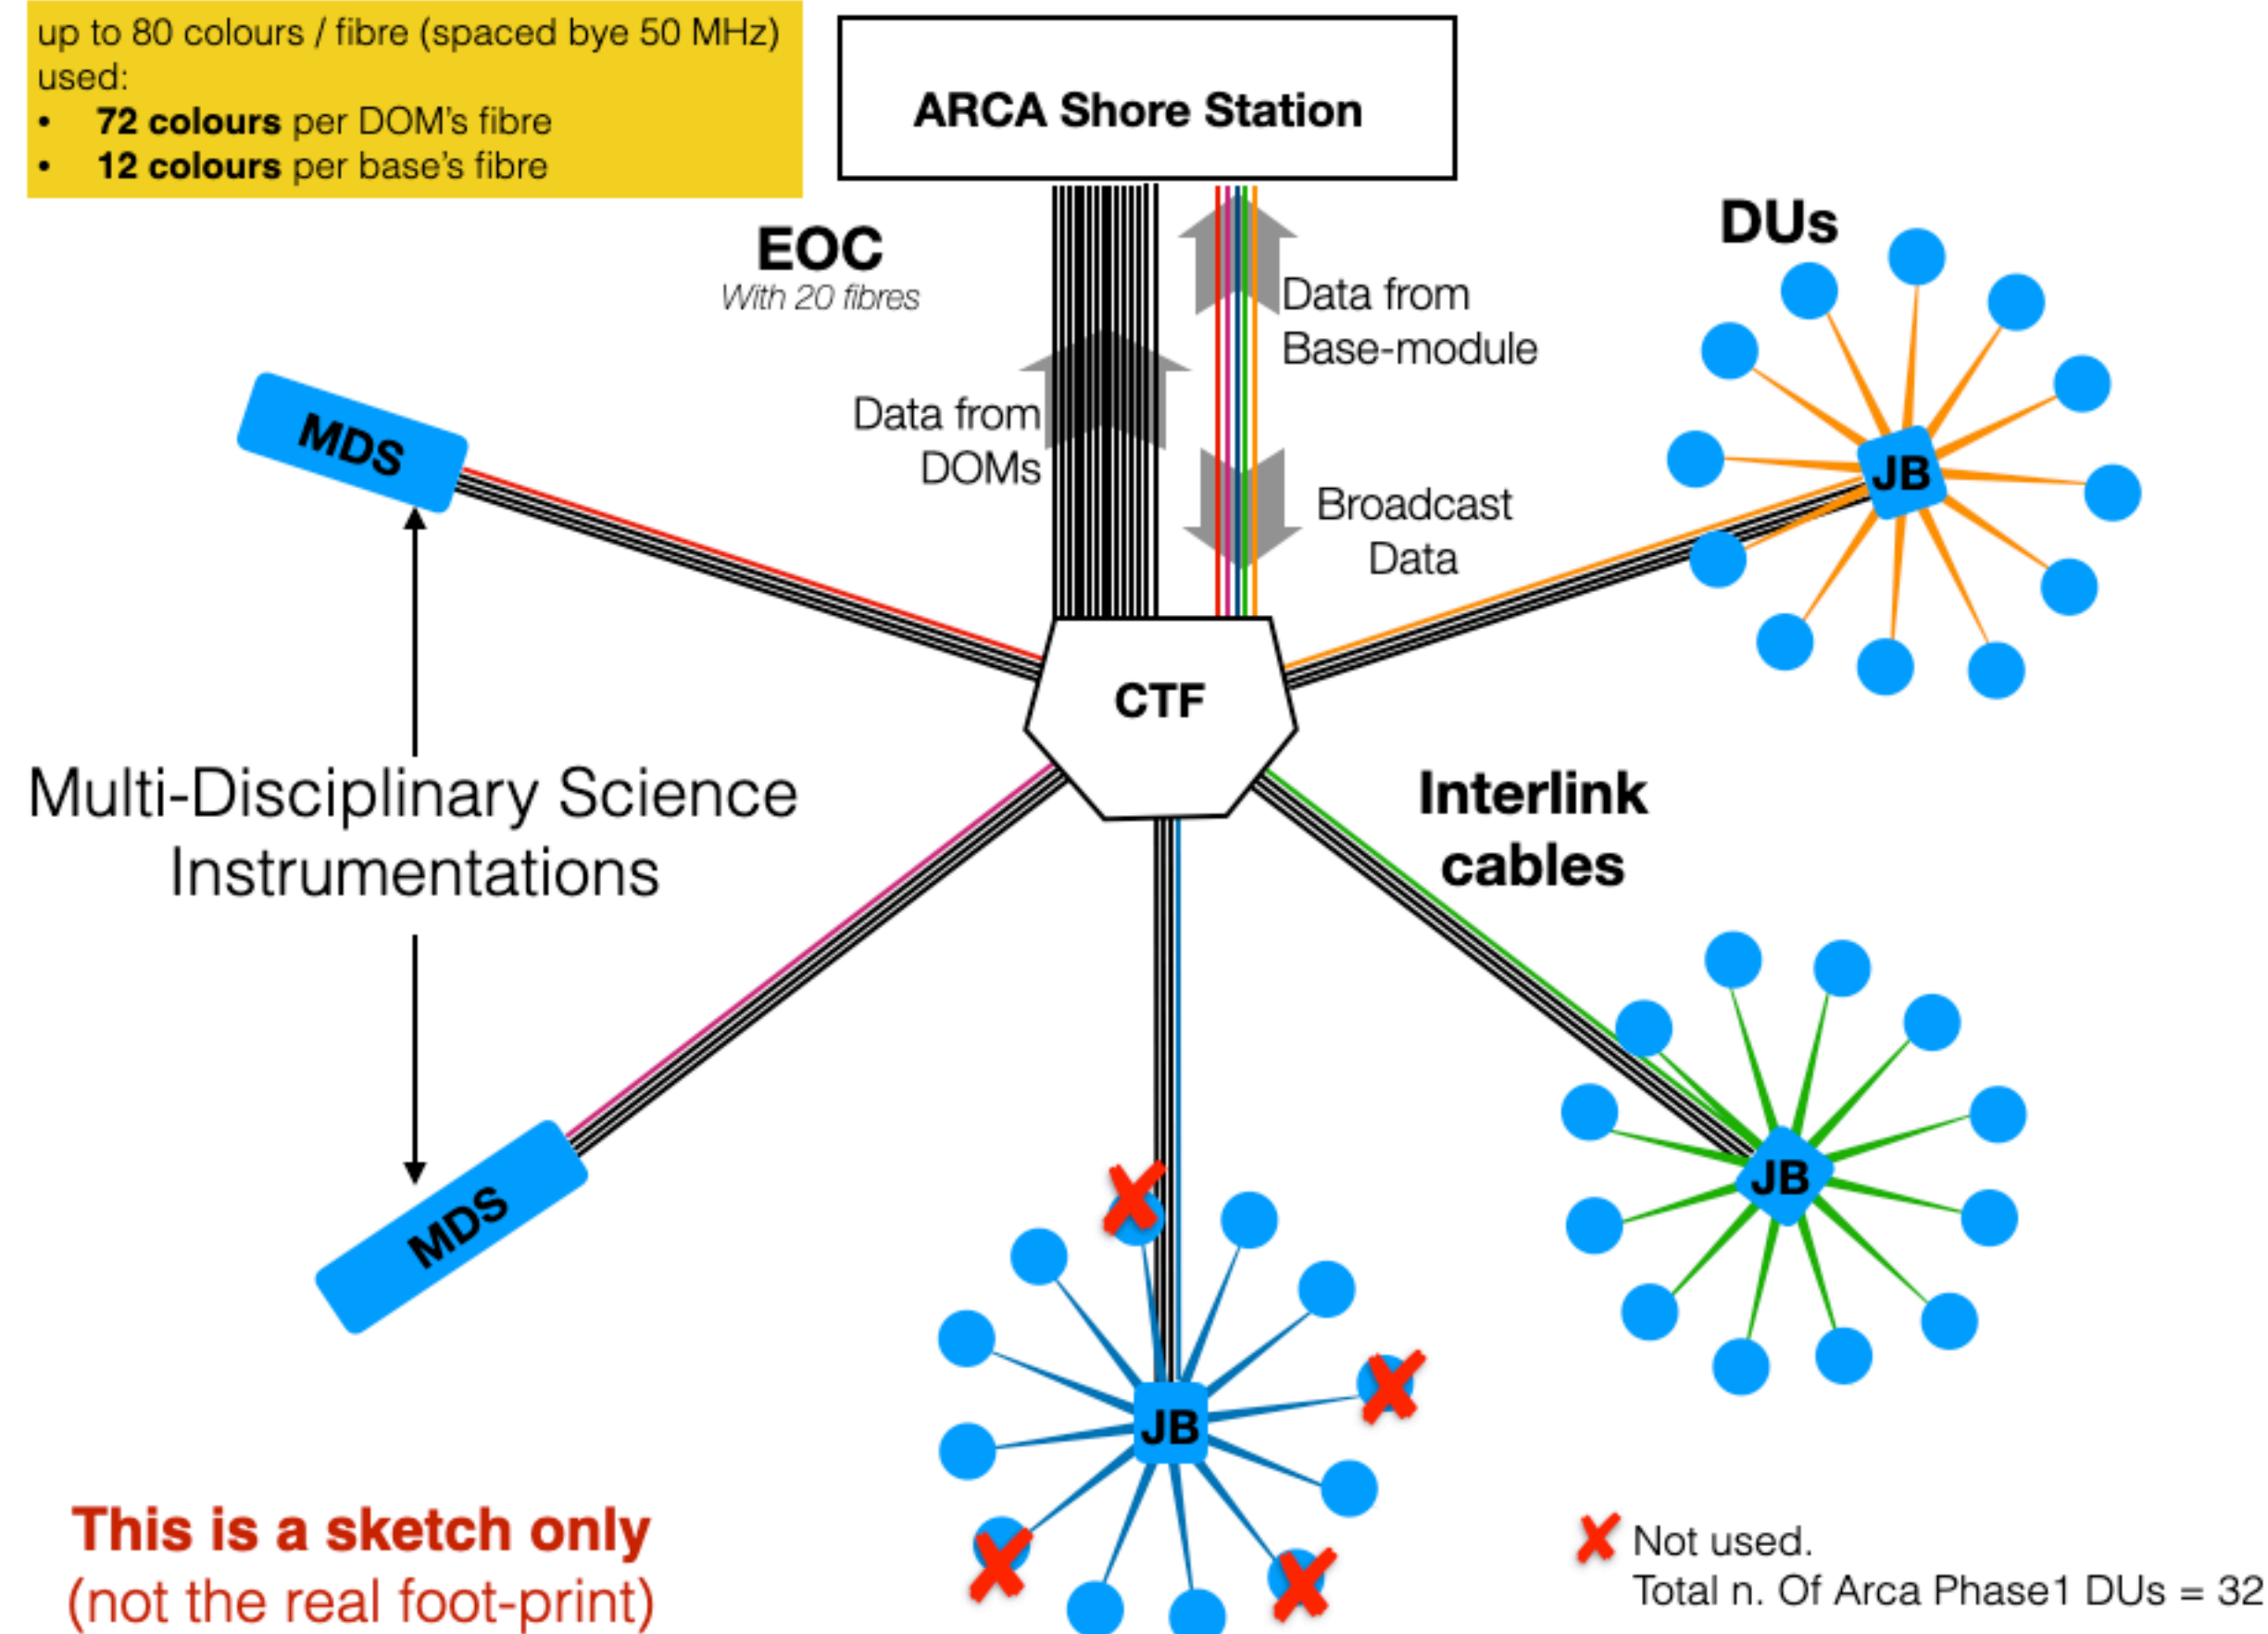 up to 80 colours / fibre (spaced bye 50 MHz)
used:
• 72 colours per DOM's fibre
• 12 colours per base's fibre
ARCA Shore Station
EOC
With 20 fibres
Data from
Base-module
Data from
DOMs
Broadcast
Data
DUs
JB
MDS
CTF
Multi-Disciplinary Science
Instrumentations
Interlink
cables
MDS
JB
JB
This is a sketch only
(not the real foot-print)
Not used.
Total n. Of Arca Phase1 DUs = 32